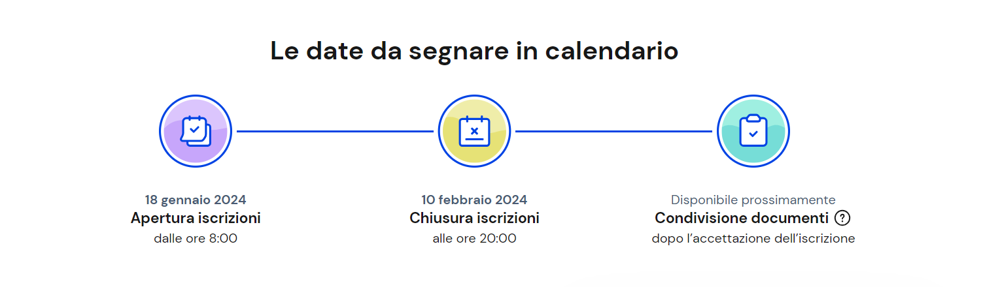 Le date da segnare in calendario
18 gennaio 2024
Apertura iscrizioni
dalle ore 8:00
10 febbraio 2024
Chiusura iscrizioni
alle ore 20:00
Disponibile prossimamente
Condivisione documenti ?
dopo l’accettazione dell’iscrizione